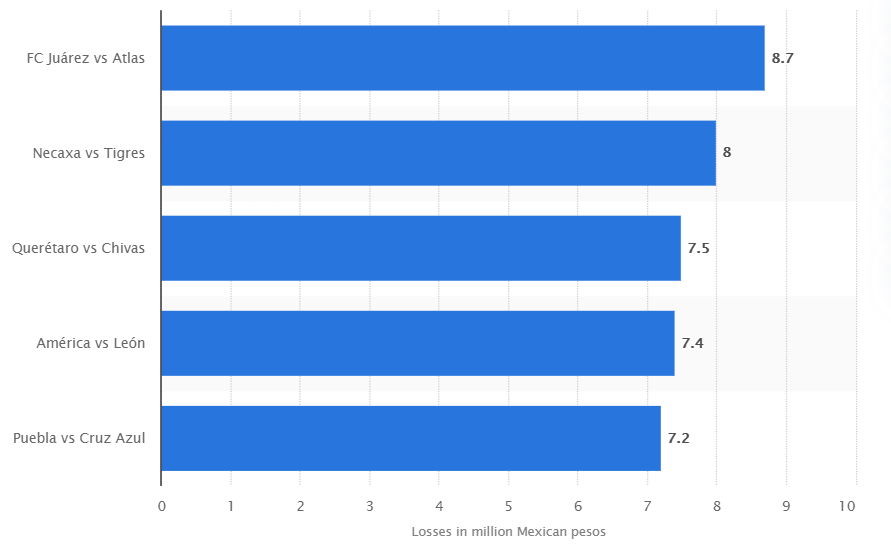 FC Juárez vs Atlas
8.7
Necaxa vs Tigres
8
Querétaro vs Chivas
7.5
América vs León
7.4
Puebla vs Cruz Azul
7.2
0 1 2 3 4 5 6 7 8 9 10
Losses in million Mexican pesos